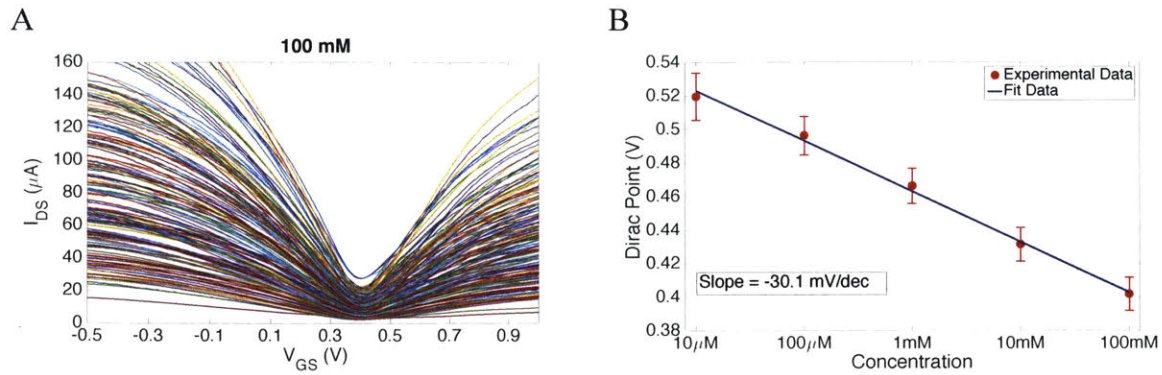 A
100 mM
160
140
120
100
80
60
40
20
0
I_DS (μA)
-0.5 -0.3 -0.1 0.1 0.3 0.5 0.7 0.9
V_GS (V)
B
0.54
0.52
0.5
0.48
0.46
0.44
0.42
0.4
0.38
Dirac Point (V)
Experimental Data
Fit Data
Slope = -30.1 mV/dec
10μM 100μM 1mM 10mM 100mM
Concentration